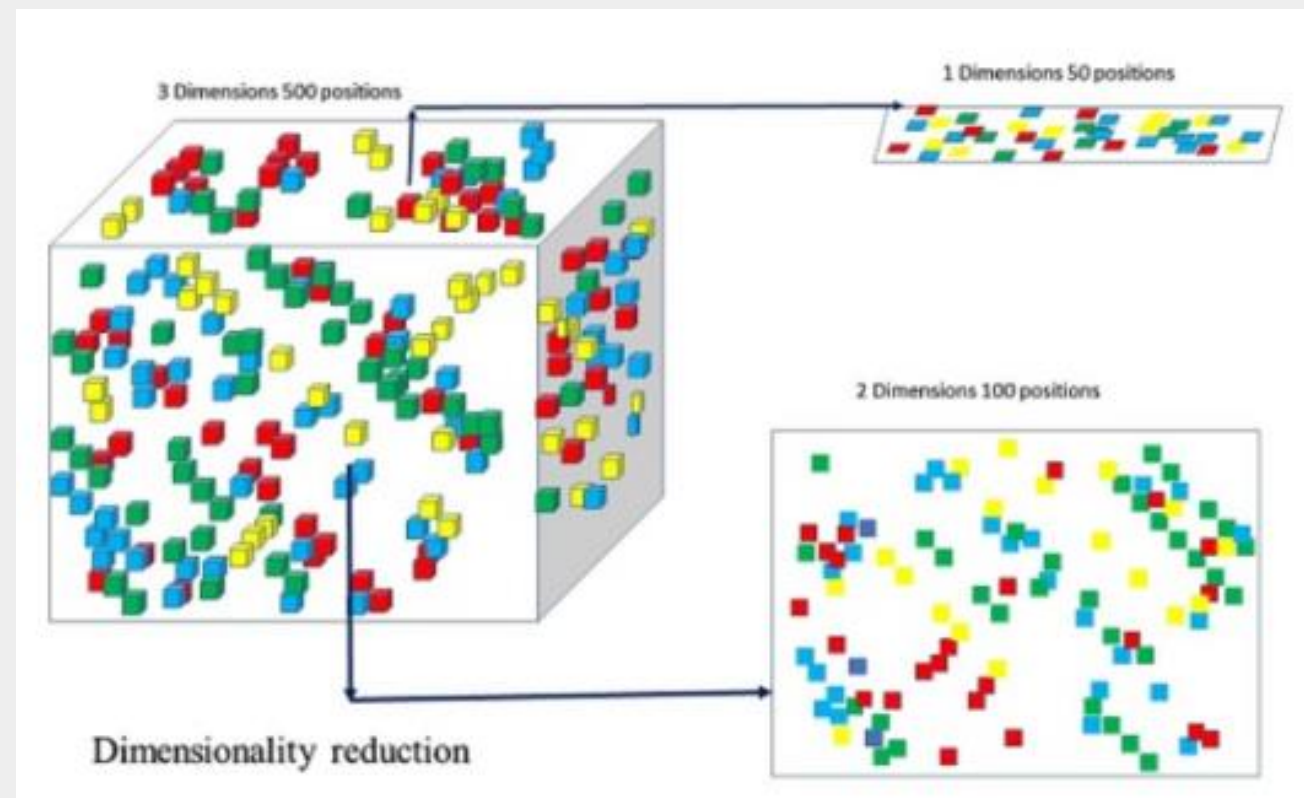 3 Dimensions 500 positions
1 Dimensions 50 positions
2 Dimensions 100 positions
Dimensionality reduction